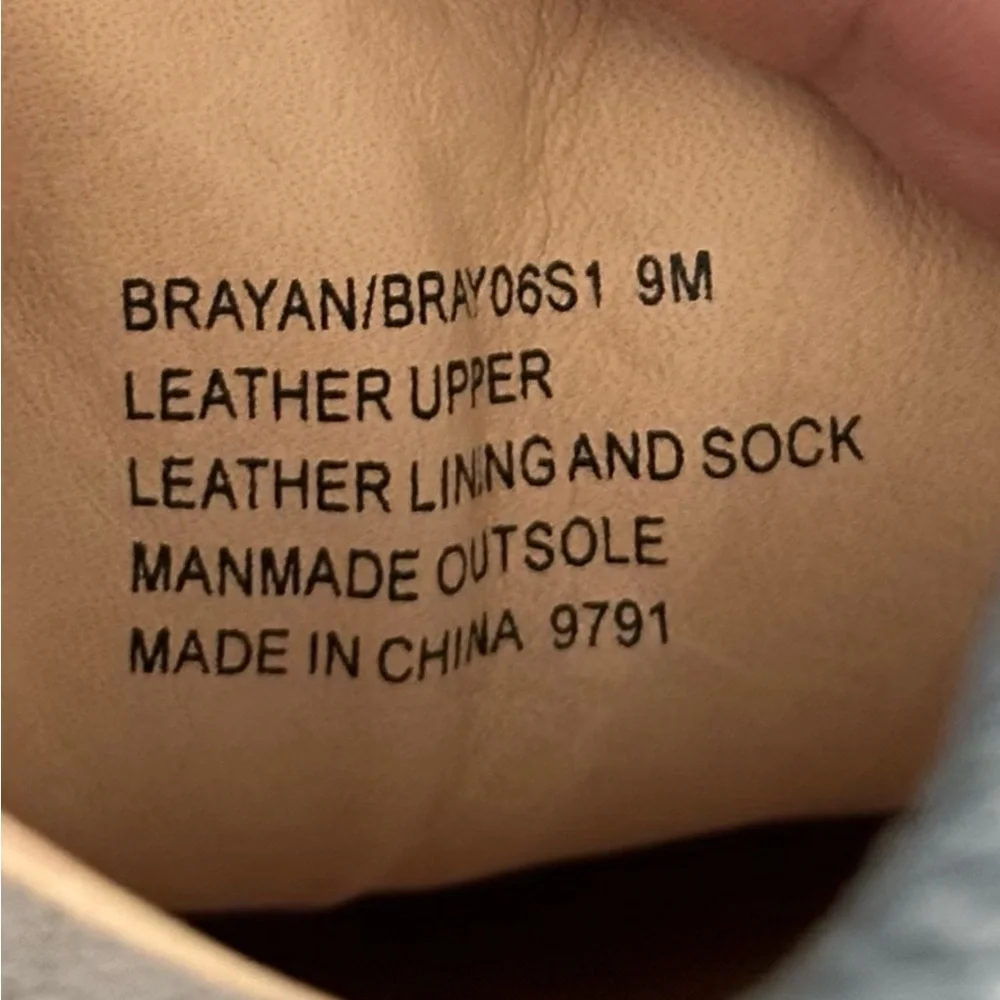 BRAYAN/BRAY06S1 9M
LEATHER UPPER
LEATHER LINING AND SOCK
MANMADE OUTSOLE
MADE IN CHINA 9791